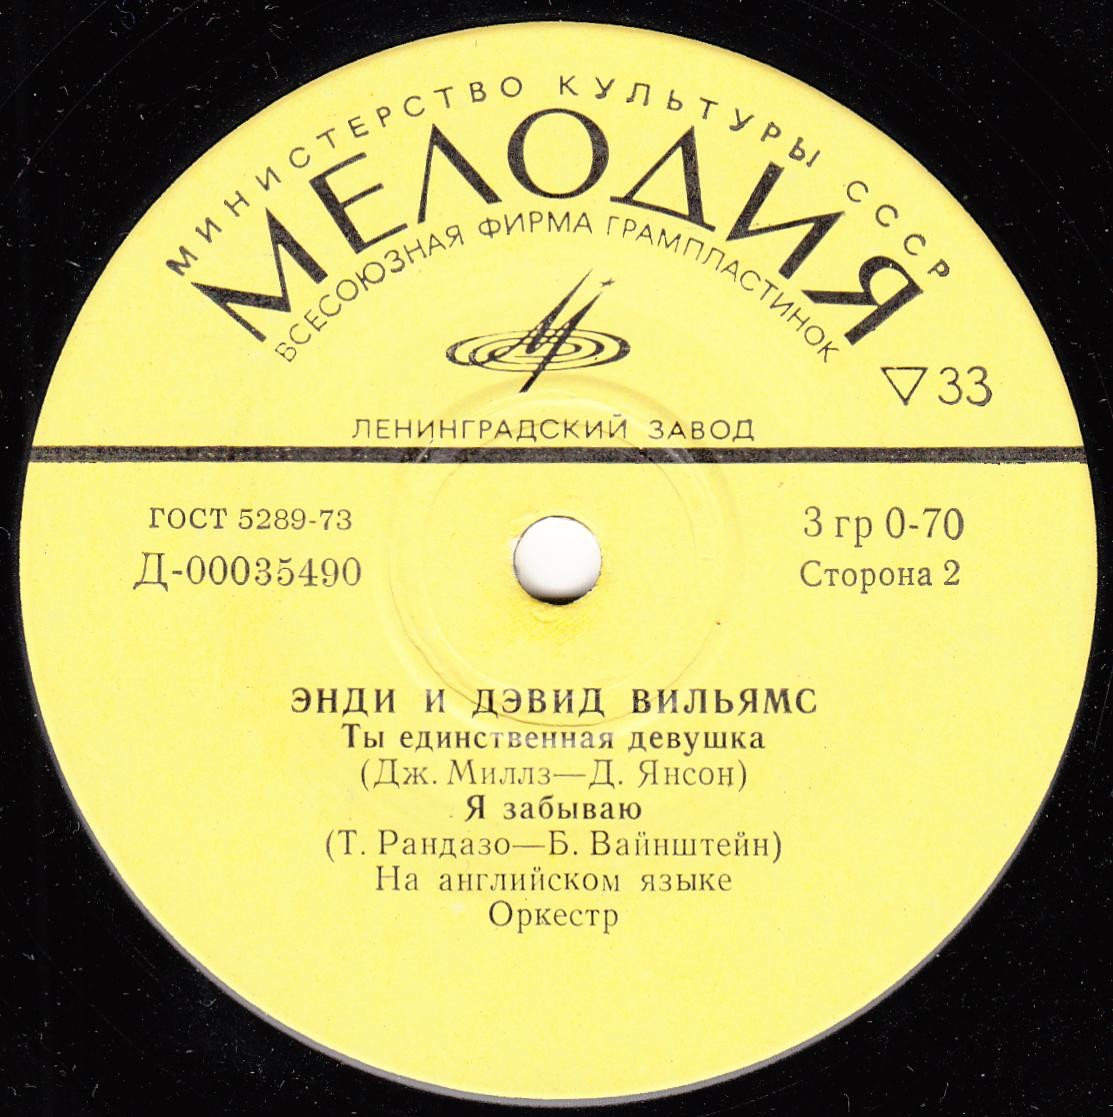 МИНИСТЕРСТВО КУЛЬТУРЫ СССР
МЕЛОДИЯ
ВСЕСОЮЗНАЯ ФИРМА ГРАМПЛАСТИНОК
▽33
ЛЕНИНГРАДСКИЙ ЗАВОД
ГОСТ 5289-73
3 гр 0-70
Д-00035490
Сторона 2
ЭНДИ И ДЭВИД ВИЛЬЯМС
Ты единственная девушка
(Дж. Миллз—Д. Янсон)
Я забываю
(Т. Рандазо—Б. Вайнштейн)
На английском языке
Оркестр